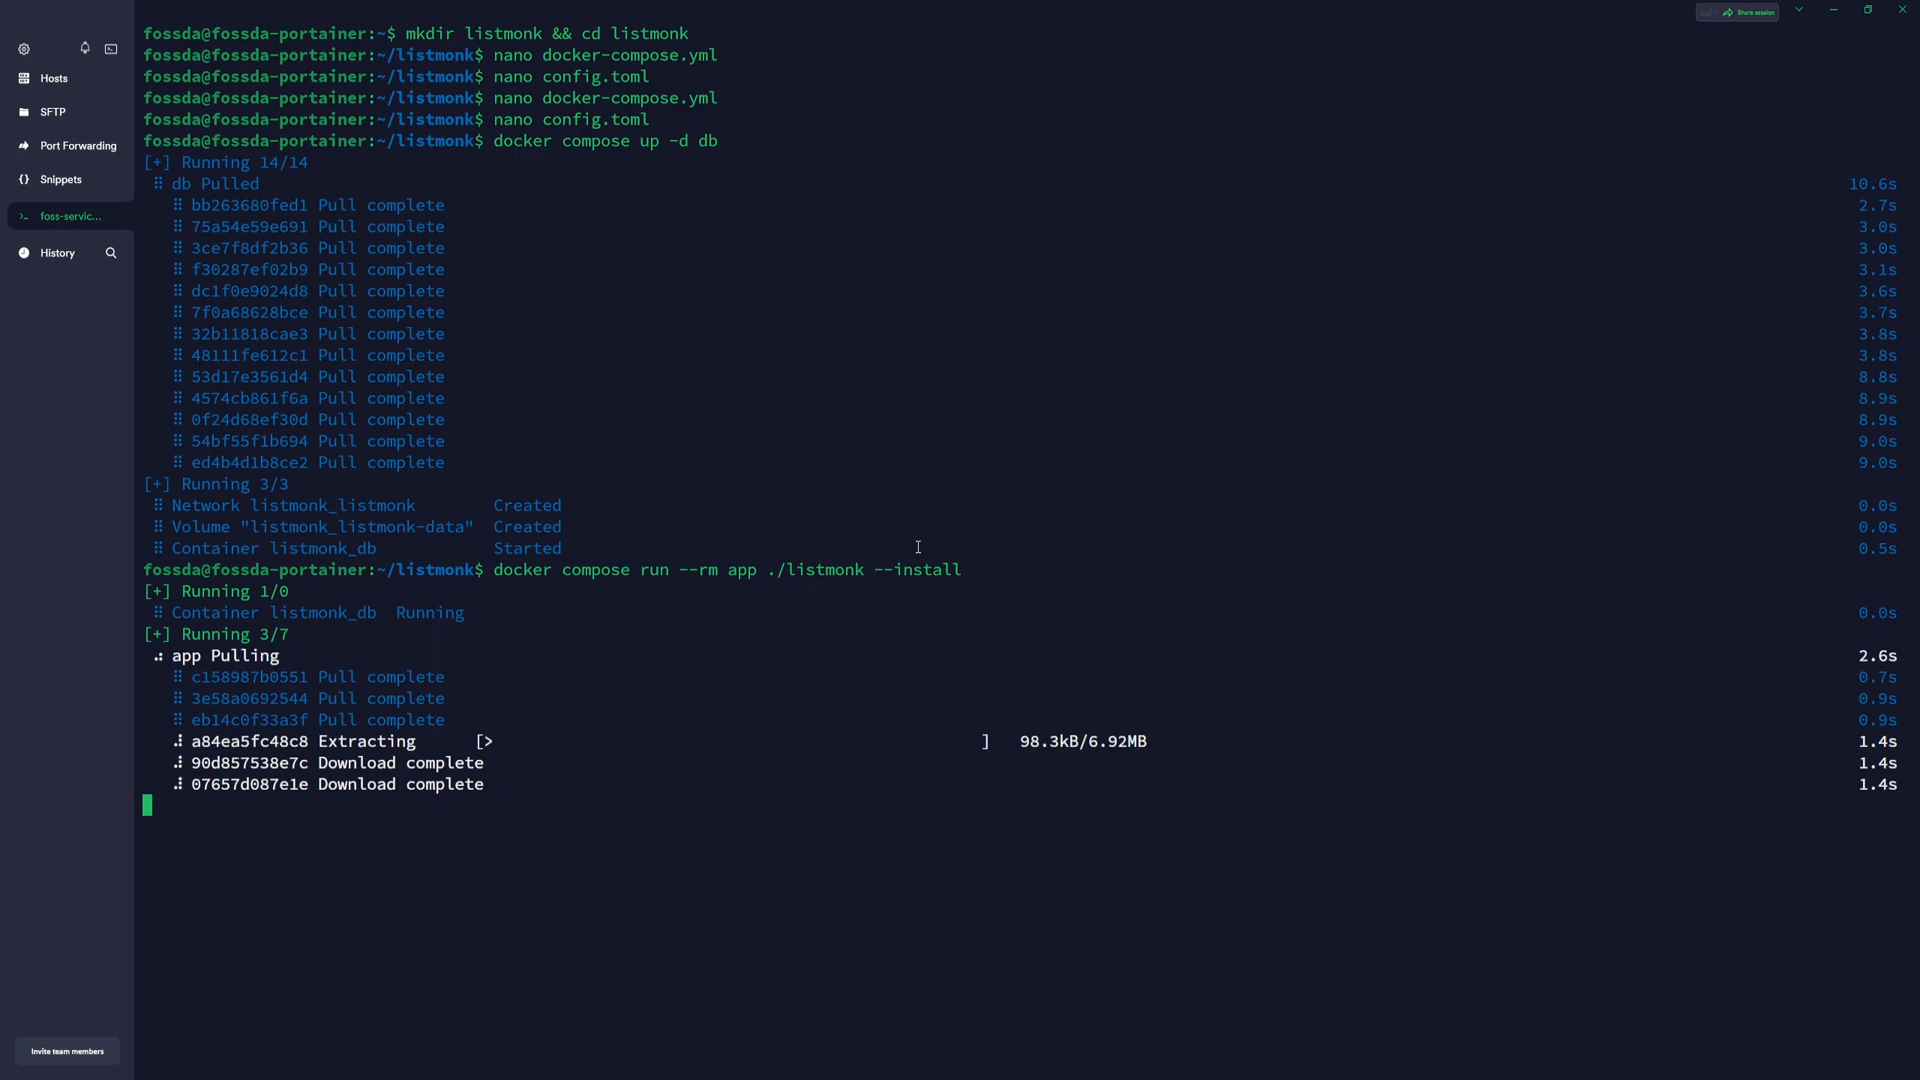 Share session
Hosts
SFTP
Port Forwarding
Snippets
foss-servic...
History
Invite team members
fossda@fossda-portainer:~$ mkdir listmonk && cd listmonk
fossda@fossda-portainer:~/listmonk$ nano docker-compose.yml
fossda@fossda-portainer:~/listmonk$ nano config.toml
fossda@fossda-portainer:~/listmonk$ nano docker-compose.yml
fossda@fossda-portainer:~/listmonk$ nano config.toml
fossda@fossda-portainer:~/listmonk$ docker compose up -d db
[+] Running 14/14
⠿ db Pulled 10.6s
⠿ bb263680fed1 Pull complete 2.7s
⠿ 75a54e59e691 Pull complete 3.0s
⠿ 3ce7f8df2b36 Pull complete 3.0s
⠿ f30287ef02b9 Pull complete 3.1s
⠿ dc1f0e9024d8 Pull complete 3.6s
⠿ 7f0a68628bce Pull complete 3.7s
⠿ 32b11818cae3 Pull complete 3.8s
⠿ 48111fe612c1 Pull complete 3.8s
⠿ 53d17e3561d4 Pull complete 8.8s
⠿ 4574cb861f6a Pull complete 8.9s
⠿ 0f24d68ef30d Pull complete 8.9s
⠿ 54bf55f1b694 Pull complete 9.0s
⠿ ed4b4d1b8ce2 Pull complete 9.0s
[+] Running 3/3
⠿ Network listmonk_listmonk Created 0.0s
⠿ Volume "listmonk_listmonk-data" Created 0.0s
⠿ Container listmonk_db Started 0.5s
fossda@fossda-portainer:~/listmonk$ docker compose run --rm app ./listmonk --install
[+] Running 1/0
⠿ Container listmonk_db Running 0.0s
[+] Running 3/7
app Pulling 2.6s
⠿ c158987b0551 Pull complete 0.7s
⠿ 3e58a0692544 Pull complete 0.9s
⠿ eb14c0f33a3f Pull complete 0.9s
a84ea5fc48c8 Extracting [> ] 98.3kB/6.92MB 1.4s
90d857538e7c Download complete 1.4s
07657d087e1e Download complete 1.4s